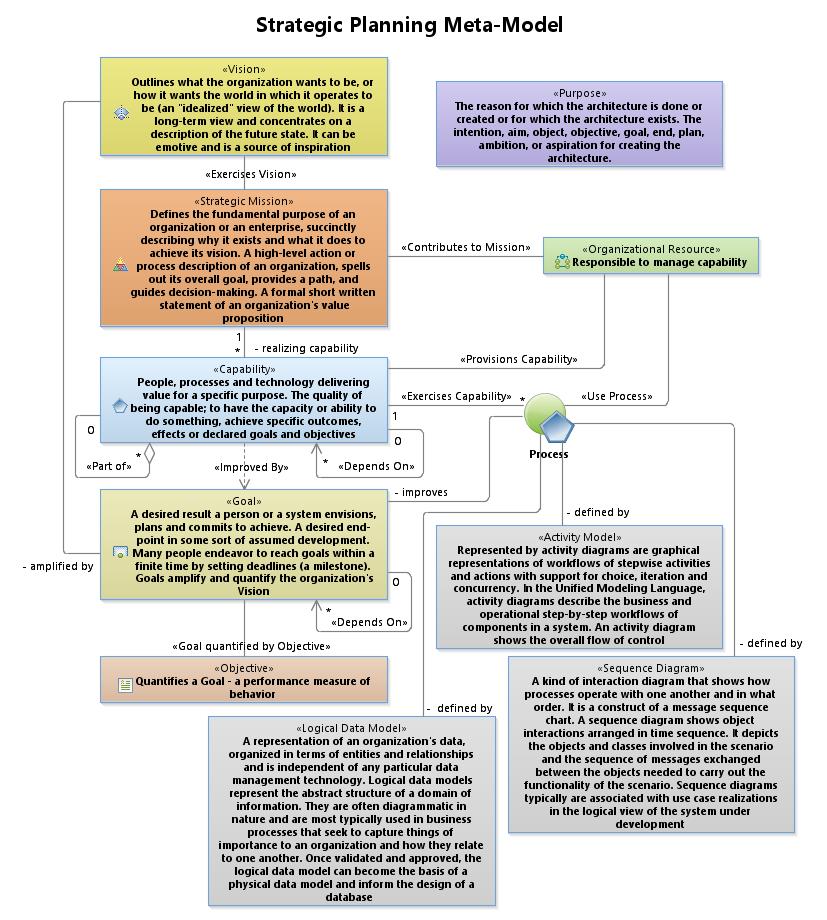 Strategic Planning Meta-Model
«Vision»
Outlines what the organization wants to be, or
how it wants the world in which it operates to
be (an "idealized" view of the world). It is a
long-term view and concentrates on a
description of the future state. It can be
emotive and is a source of inspiration
«Purpose»
The reason for which the architecture is done or
created or for which the architecture exists. The
intention, aim, object, objective, goal, end, plan,
ambition, or aspiration for creating the
architecture.
«Exercises Vision»
«Strategic Mission»
Defines the fundamental purpose of an
organization or an enterprise, succinctly
describing why it exists and what it does to
achieve its vision. A high-level action or
process description of an organization, spells
out its overall goal, provides a path, and
guides decision-making. A formal short written
statement of an organization's value
proposition
«Contributes to Mission»
«Organizational Resource»
Responsible to manage capability
1
*
- realizing capability
«Provisions Capability»
«Capability»
People, processes and technology delivering
value for a specific purpose. The quality of
being capable; to have the capacity or ability to
do something, achieve specific outcomes,
effects or declared goals and objectives
«Exercises Capability»
*
1
«Use Process»
Process
0
*
«Part of»
«Improved By»
0
*
«Depends On»
- improves
«Goal»
A desired result a person or a system envisions,
plans and commits to achieve. A desired end-
point in some sort of assumed development.
Many people endeavor to reach goals within a
finite time by setting deadlines (a milestone).
Goals amplify and quantify the organization's
Vision
- amplified by
0
*
«Depends On»
- defined by
«Activity Model»
Represented by activity diagrams are graphical
representations of workflows of stepwise activities
and actions with support for choice, iteration and
concurrency. In the Unified Modeling Language,
activity diagrams describe the business and
operational step-by-step workflows of
components in a system. An activity diagram
shows the overall flow of control
«Goal quantified by Objective»
«Objective»
Quantifies a Goal - a performance measure of
behavior
- defined by
«Sequence Diagram»
A kind of interaction diagram that shows how
processes operate with one another and in what
order. It is a construct of a message sequence
chart. A sequence diagram shows object
interactions arranged in time sequence. It depicts
the objects and classes involved in the scenario
and the sequence of messages exchanged
between the objects needed to carry out the
functionality of the scenario. Sequence diagrams
typically are associated with use case realizations
in the logical view of the system under
development
- defined by
«Logical Data Model»
A representation of an organization's data,
organized in terms of entities and relationships
and is independent of any particular data
management technology. Logical data models
represent the abstract structure of a domain of
information. They are often diagrammatic in
nature and are most typically used in business
processes that seek to capture things of
importance to an organization and how they relate
to one another. Once validated and approved, the
logical data model can become the basis of a
physical data model and inform the design of a
database